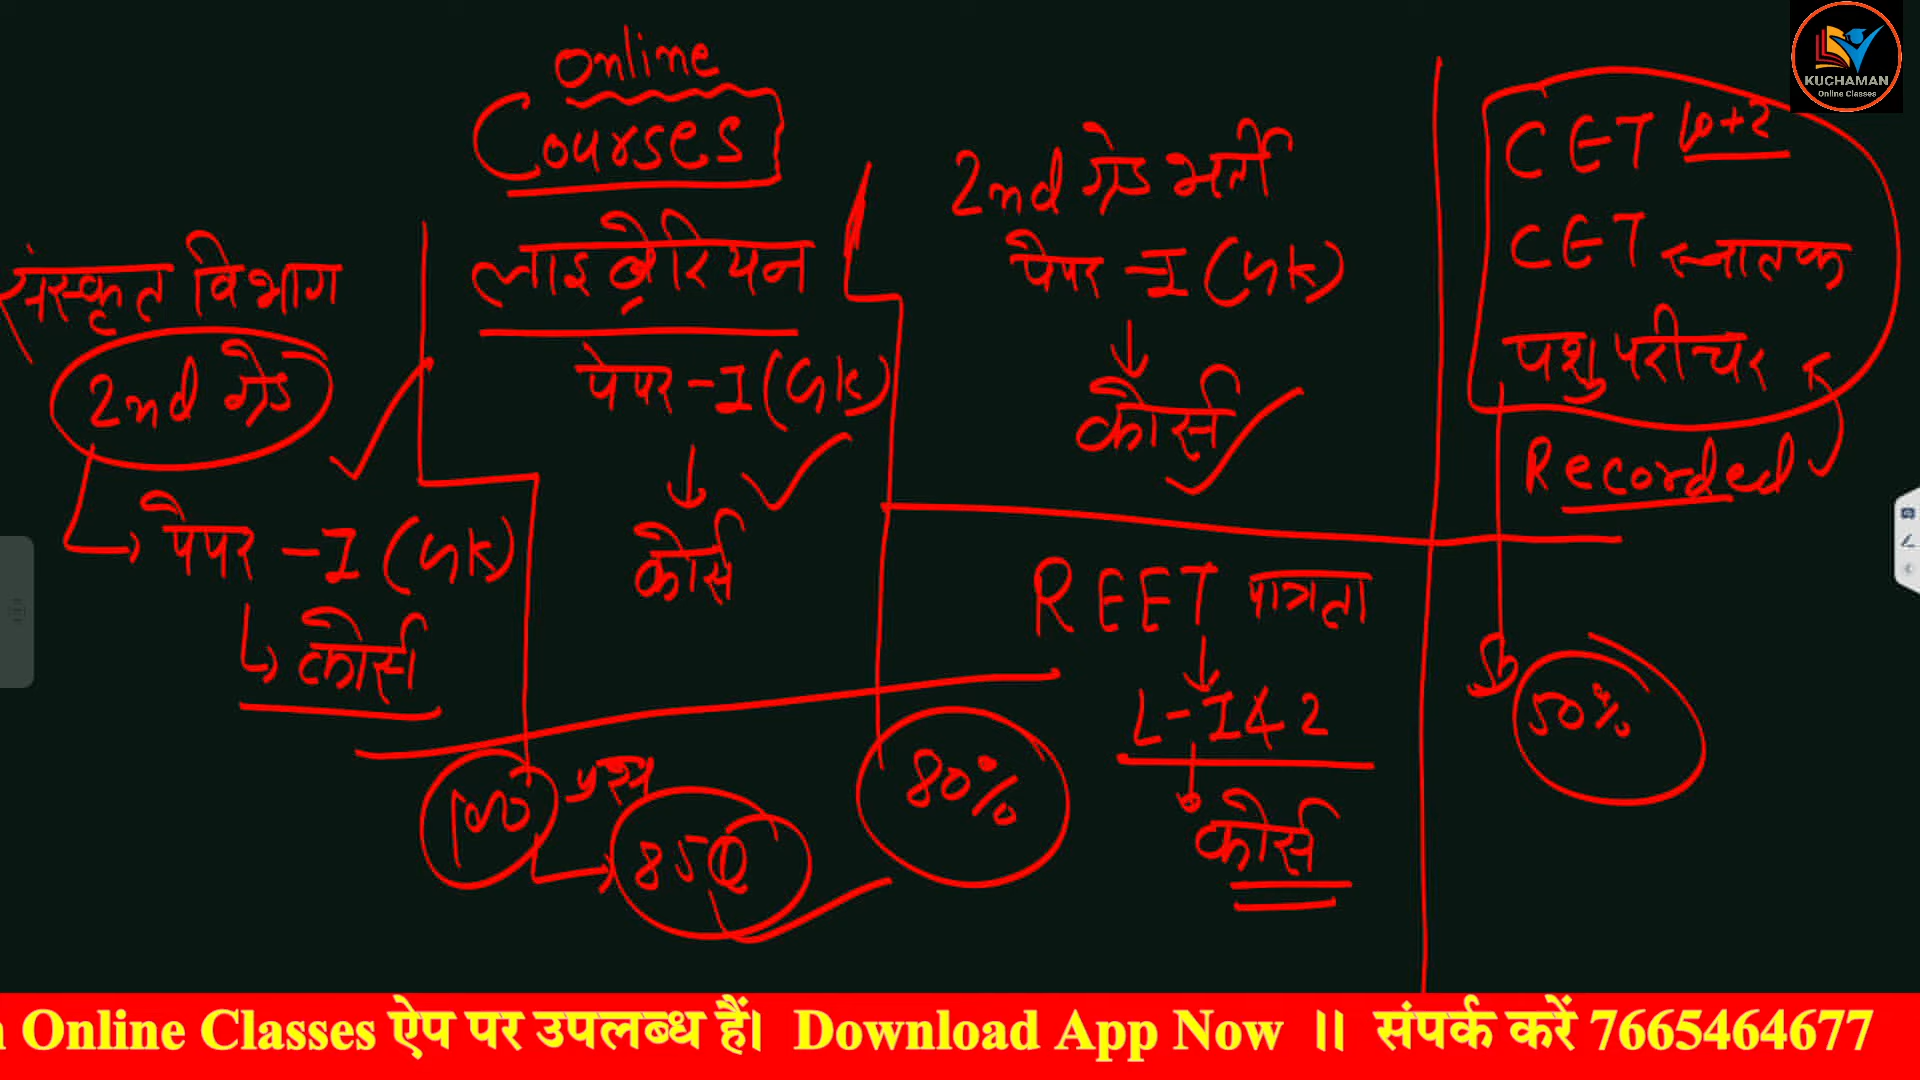 KUCHAMAN
Online Classes
Online
Courses
संस्कृत विभाग
2nd ग्रेड
पेपर -I (GK)
कोर्स
लाइब्रेरियन
पेपर -I (GK)
कोर्स
2nd ग्रेड भर्ती
पेपर -I (GK)
कोर्स
CET 10+2
CET स्नातक
पशु परीचर
Recorded
50%
REET पात्रता
L-I & 2
कोर्स
100 प्रश्न
80%
Online Classes ऐप पर उपलब्ध हैं। Download App Now ।। संपर्क करें 7665464677